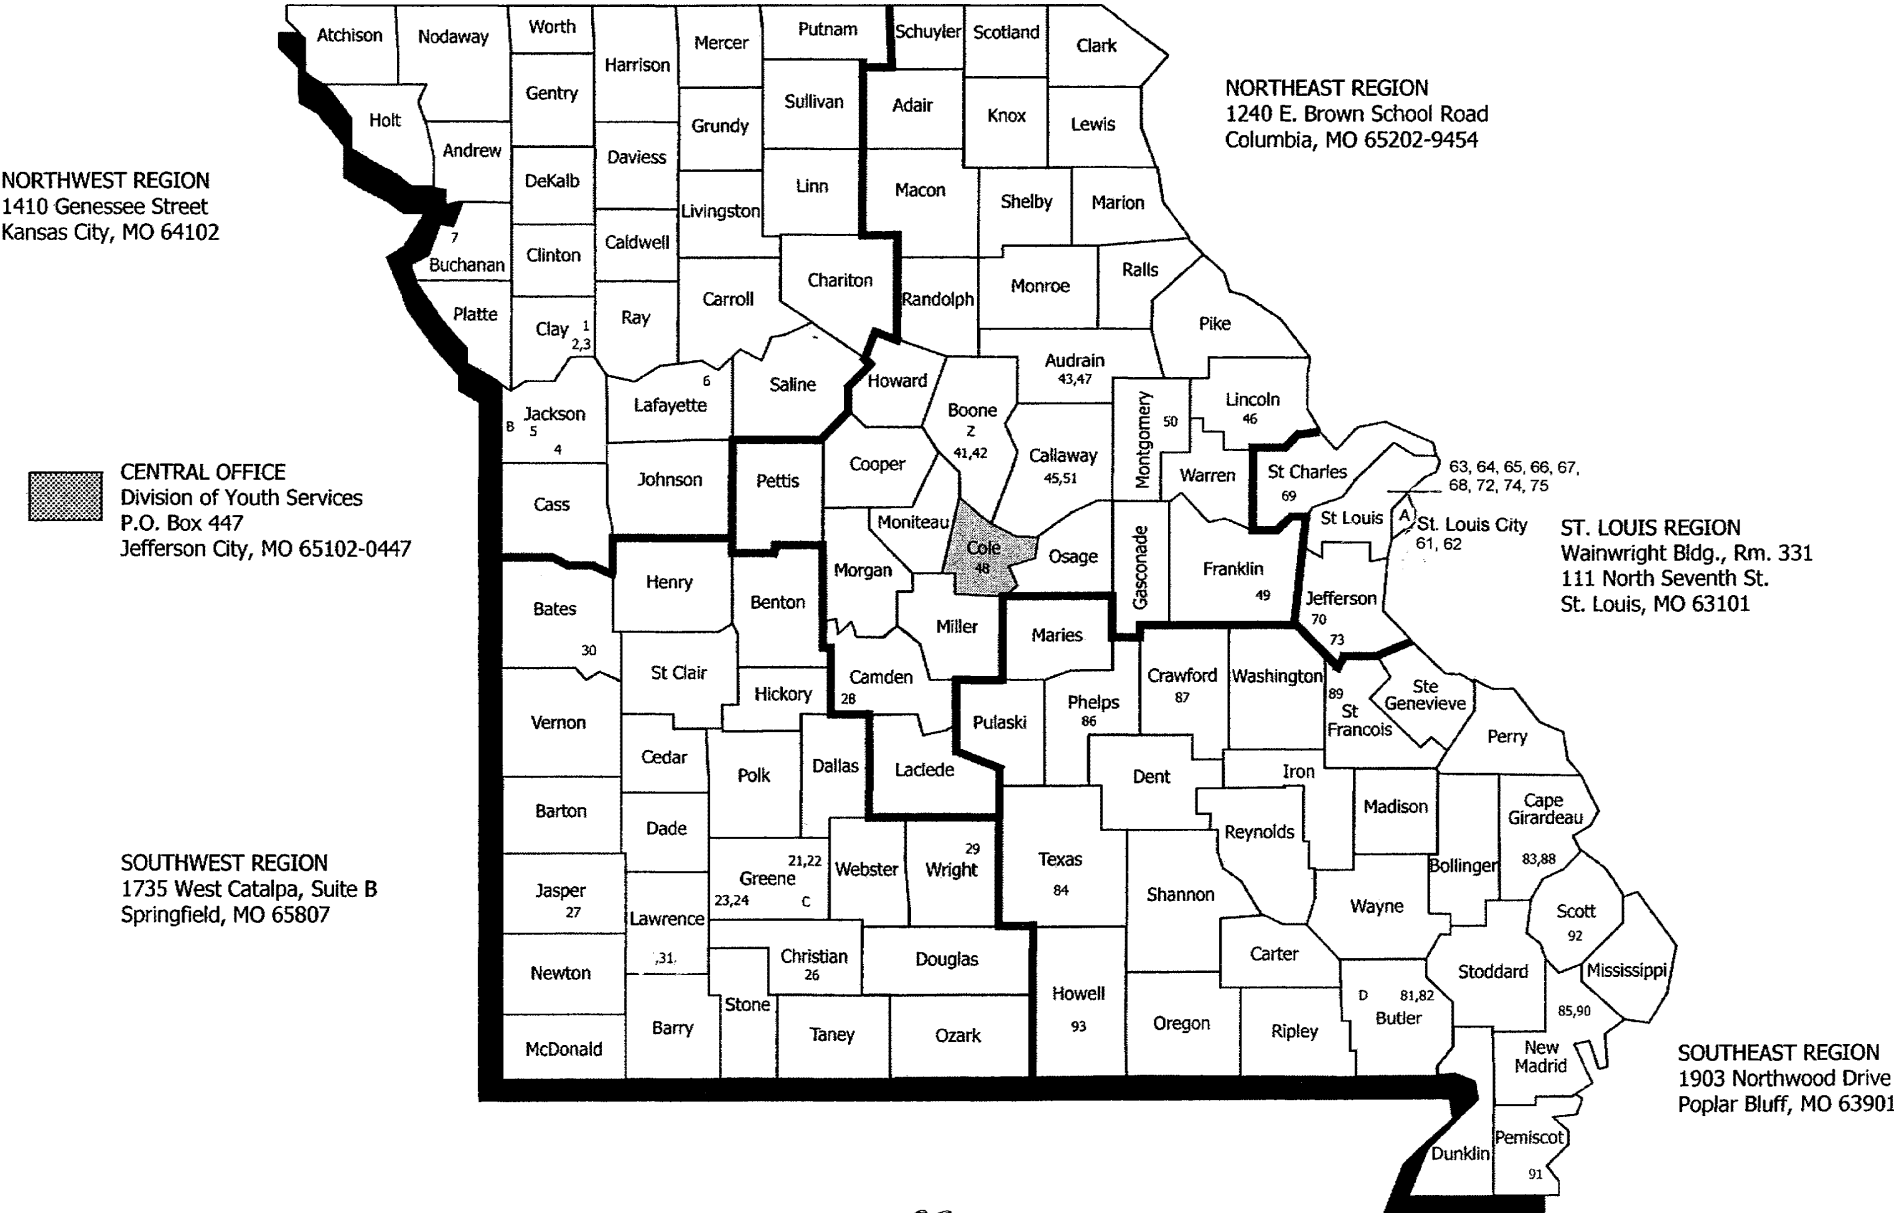 Atchison
Nodaway
Worth
Harrison
Mercer
Putnam
Schuyler
Scotland
Clark
Gentry
Sullivan
Adair
Knox
Lewis
Holt
Grundy
Andrew
Daviess
DeKalb
Linn
Macon
Shelby
Marion
Livingston
NORTHEAST REGION
1240 E. Brown School Road
Columbia, MO 65202-9454
NORTHWEST REGION
1410 Genessee Street
Kansas City, MO 64102
7
Buchanan
Clinton
Caldwell
Chariton
Randolph
Monroe
Ralls
Platte
Clay
1
2,3
Ray
Carroll
Pike
Jackson
B
5
4
6
Lafayette
Saline
Howard
Boone
Z
41,42
Audrain
43,47
Callaway
45,51
Montgomery
50
Lincoln
46
Warren
St Charles
69
63, 64, 65, 66, 67,
68, 72, 74, 75
St Louis
A
St. Louis City
61, 62
CENTRAL OFFICE
Division of Youth Services
P.O. Box 447
Jefferson City, MO 65102-0447
Cass
Johnson
Pettis
Cooper
Moniteau
Cole
48
Osage
Gasconade
Franklin
49
Jefferson
70
73
ST. LOUIS REGION
Wainwright Bldg., Rm. 331
111 North Seventh St.
St. Louis, MO 63101
Bates
30
Henry
Benton
Morgan
Miller
Maries
St Clair
Hickory
Camden
28
Pulaski
Phelps
86
Crawford
87
Washington
89
St
Francois
Ste
Genevieve
Perry
Vernon
Cedar
Polk
Dallas
Laclede
Dent
Iron
Madison
Cape
Girardeau
83,88
Barton
Dade
Reynolds
Bollinger
SOUTHWEST REGION
1735 West Catalpa, Suite B
Springfield, MO 65807
Jasper
27
Lawrence
,31,
21,22
Greene
23,24
C
Webster
29
Wright
Texas
84
Shannon
Wayne
Scott
92
Newton
Christian
26
Douglas
Carter
Stoddard
Mississippi
McDonald
Barry
Stone
Taney
Ozark
Howell
93
Oregon
Ripley
D
81,82
Butler
85,90
New
Madrid
SOUTHEAST REGION
1903 Northwood Drive
Poplar Bluff, MO 63901
Dunklin
Pemiscot
91